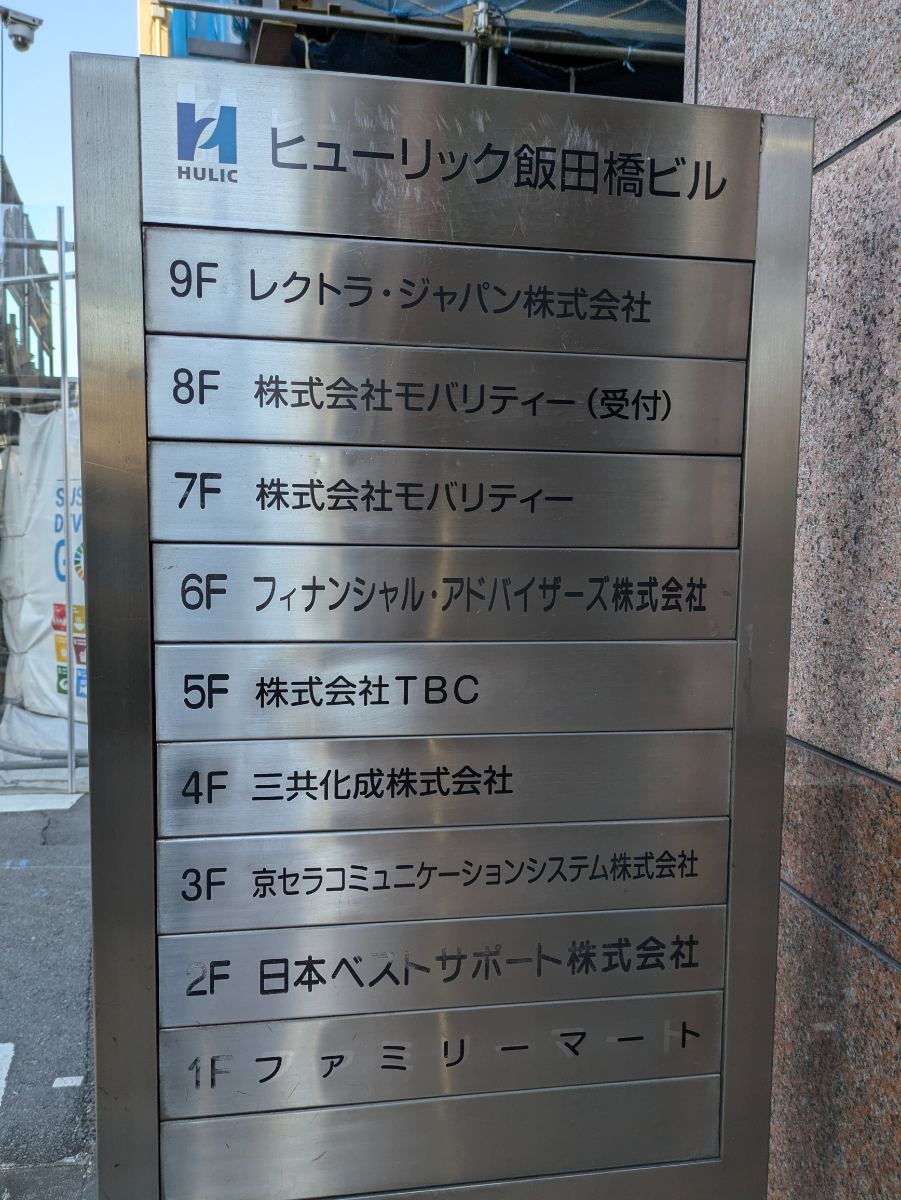 HULIC
ヒューリック飯田橋ビル
9F レクトラ・ジャパン株式会社
8F 株式会社モバリティー(受付)
7F 株式会社モバリティー
6F フィナンシャル・アドバイザーズ株式会社
5F 株式会社TBC
4F 三共化成株式会社
3F 京セラコミュニケーションシステム株式会社
2F 日本ベストサポート株式会社
1F ファミリーマート